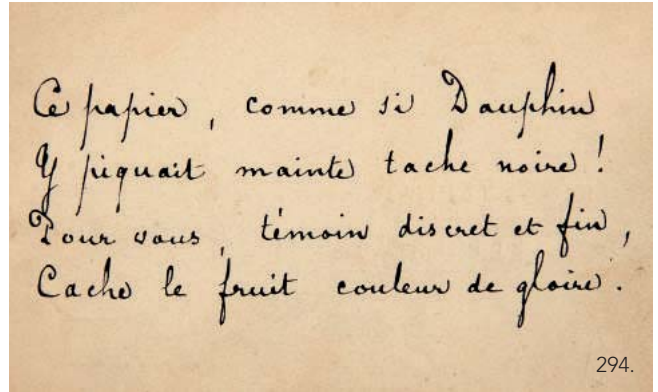 Ce papier, comme si Dauphin
Y piquait mainte tache noire !
Pour vous, témoin discret et fin,
Cache le fruit couleur de gloire.
294.